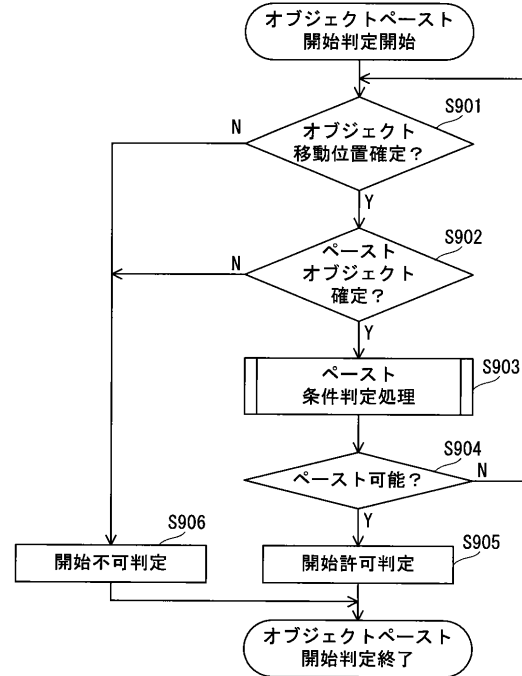 オブジェクトペースト
開始判定開始
S901
N
オブジェクト
移動位置確定？
Y
S902
N
ペースト
オブジェクト
確定？
Y
S903
ペースト
条件判定処理
S904
ペースト可能？
N
Y
S906
開始不可判定
S905
開始許可判定
オブジェクトペースト
開始判定終了